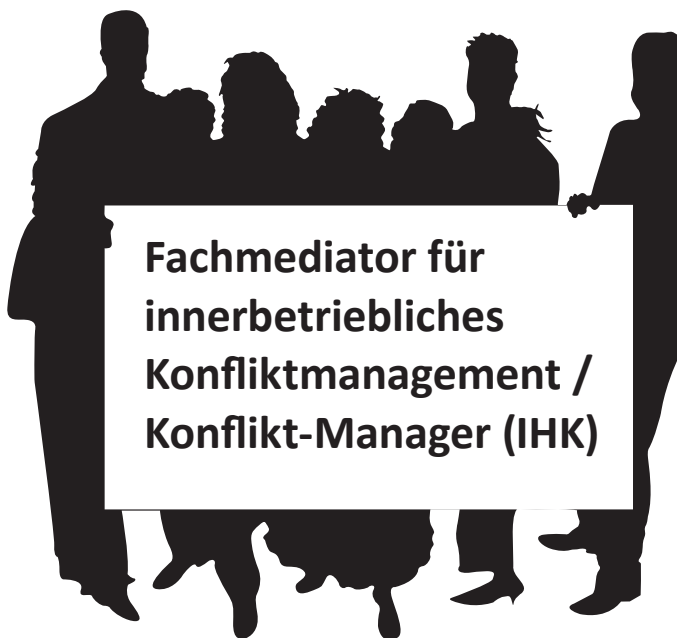 Fachmediator für
innerbetriebliches
Konfliktmanagement /
Konflikt-Manager (IHK)